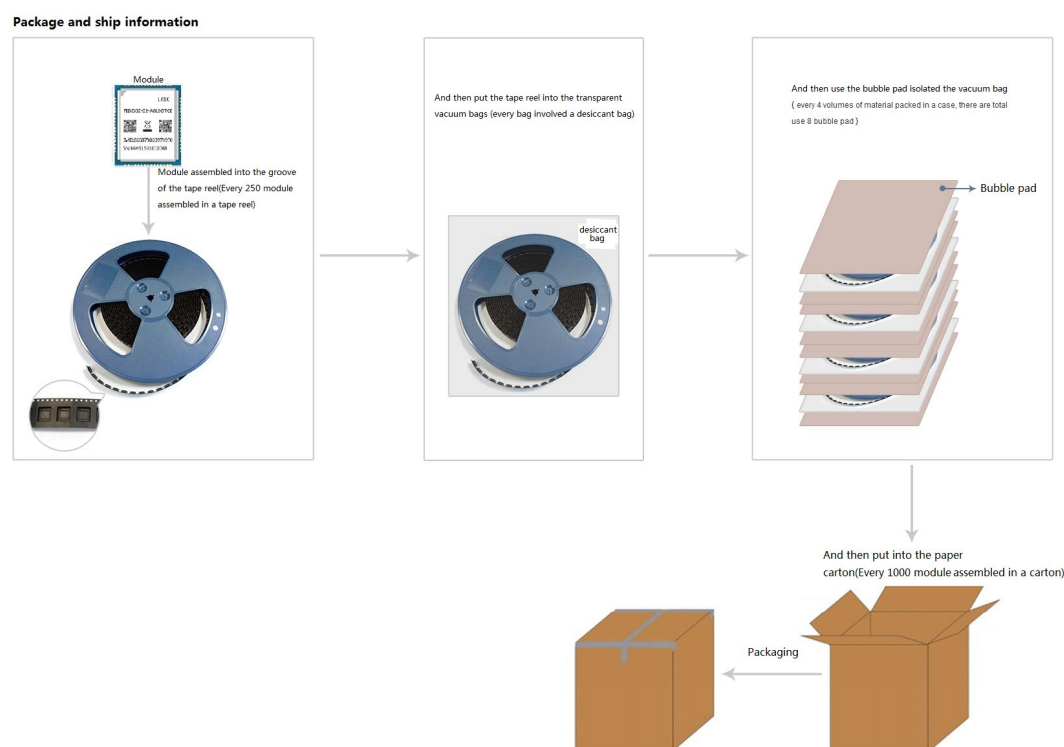 Package and ship information
Module
Module assembled into the groove
of the tape reel(Every 250 module
assembled in a tape reel)
And then put the tape reel into the transparent
vacuum bags (every bag involved a desiccant bag)
desiccant
bag
And then use the bubble pad isolated the vacuum bag
( every 4 volumes of material packed in a case, there are total
use 8 bubble pad )
Bubble pad
And then put into the paper
carton(Every 1000 module assembled in a carton)
Packaging